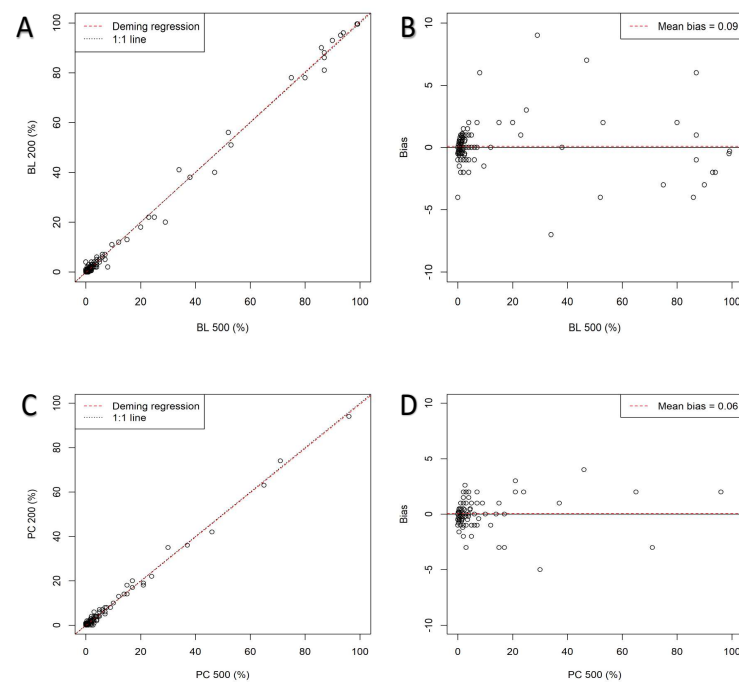 A
Deming regression
1:1 line
100
80
60
40
20
0
BL 200 (%)
0 20 40 60 80 100
BL 500 (%)
B
Mean bias = 0.09
10
5
0
-5
-10
Bias
0 20 40 60 80 100
BL 500 (%)
C
Deming regression
1:1 line
100
80
60
40
20
0
PC 200 (%)
0 20 40 60 80 100
PC 500 (%)
D
Mean bias = 0.06
10
5
0
-5
-10
Bias
0 20 40 60 80 100
PC 500 (%)